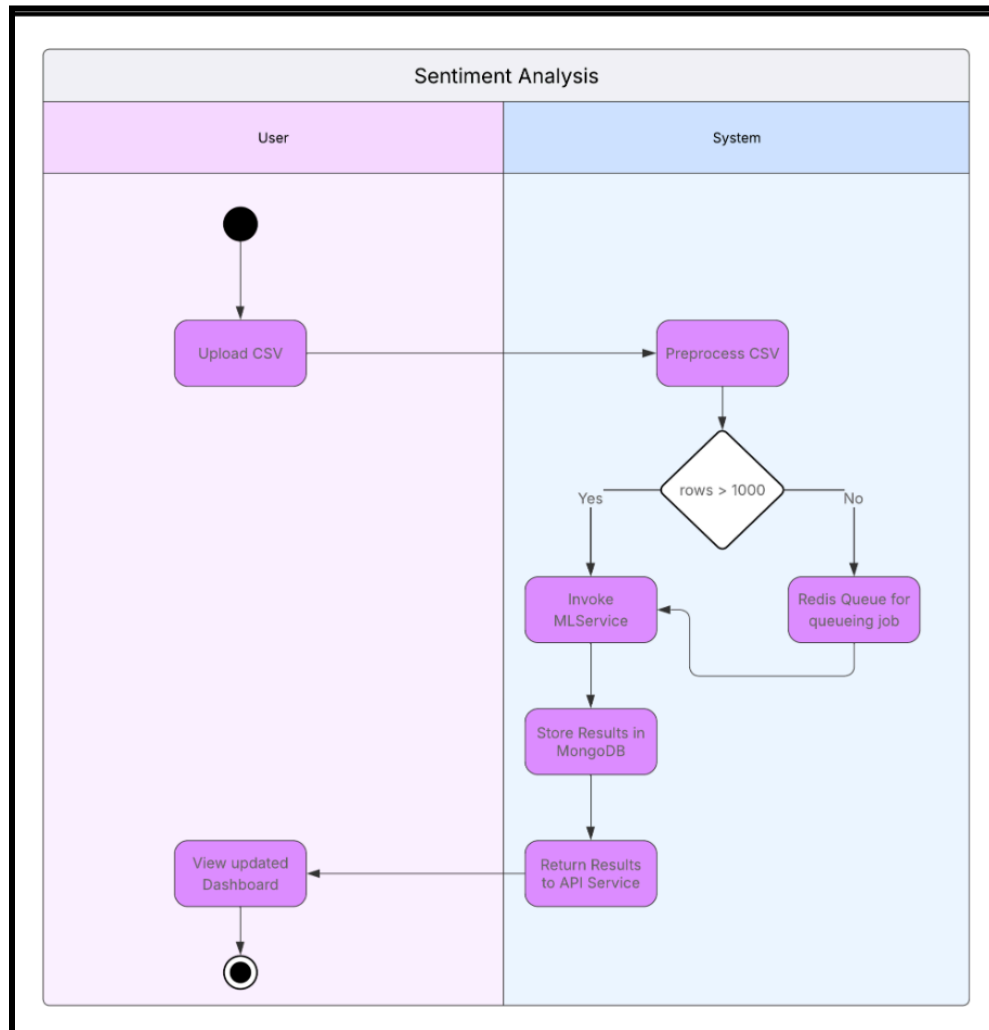 Sentiment Analysis
User
System
Upload CSV
Preprocess CSV
rows > 1000
Yes
No
Invoke
MLService
Redis Queue for
queueing job
Store Results in
MongoDB
View updated
Dashboard
Return Results
to API Service